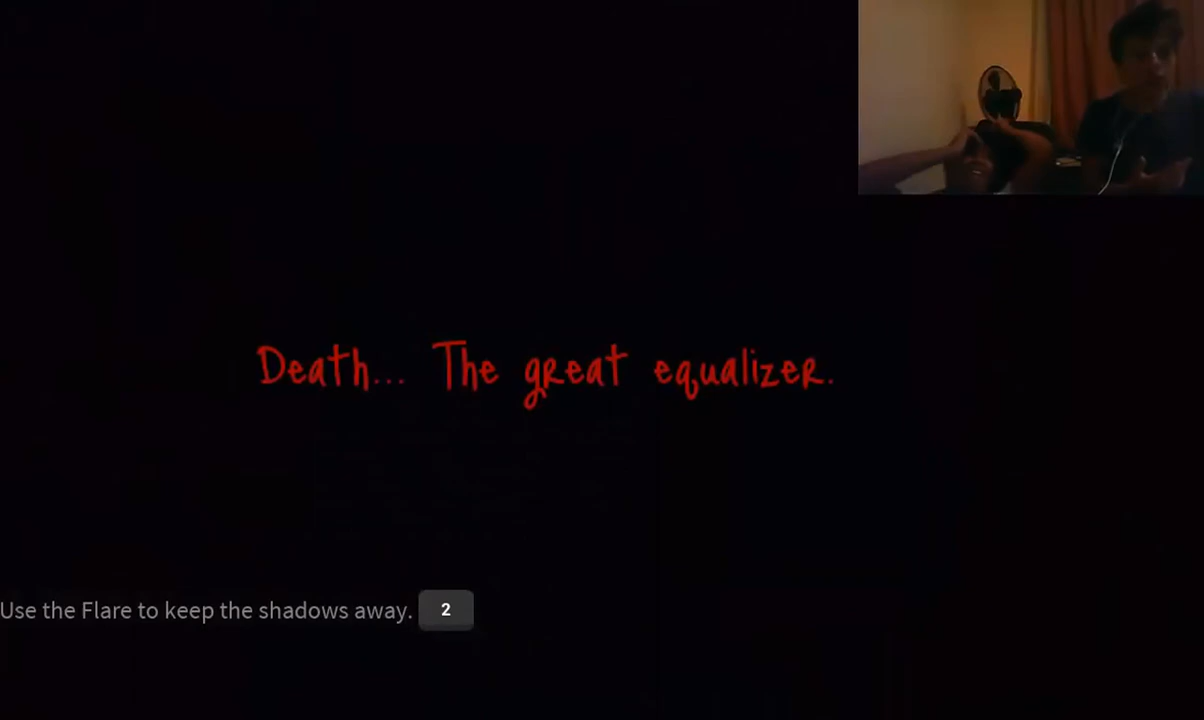 Death... The great equalizer.
Use the Flare to keep the shadows away. 2